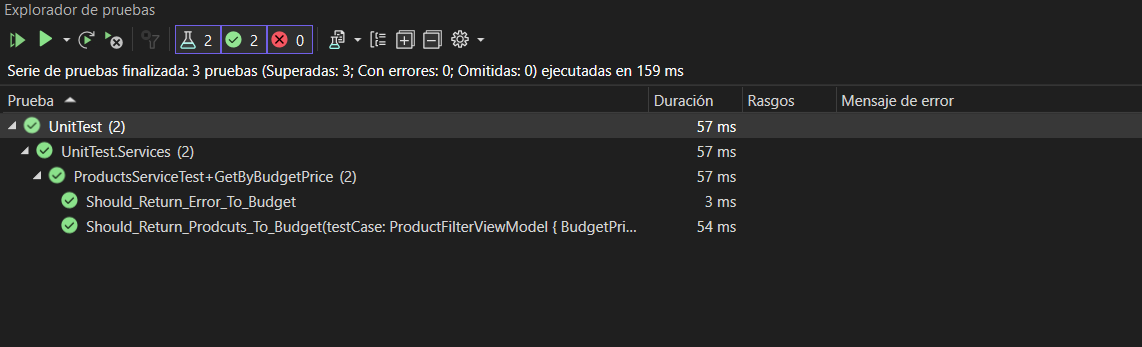 Explorador de pruebas
2 2 0
Serie de pruebas finalizada: 3 pruebas (Superadas: 3; Con errores: 0; Omitidas: 0) ejecutadas en 159 ms
Prueba Duración Rasgos Mensaje de error
UnitTest (2) 57 ms
UnitTest.Services (2) 57 ms
ProductsServiceTest+GetByBudgetPrice (2) 57 ms
Should_Return_Error_To_Budget 3 ms
Should_Return_Prodcuts_To_Budget(testCase: ProductFilterViewModel { BudgetPri... 54 ms